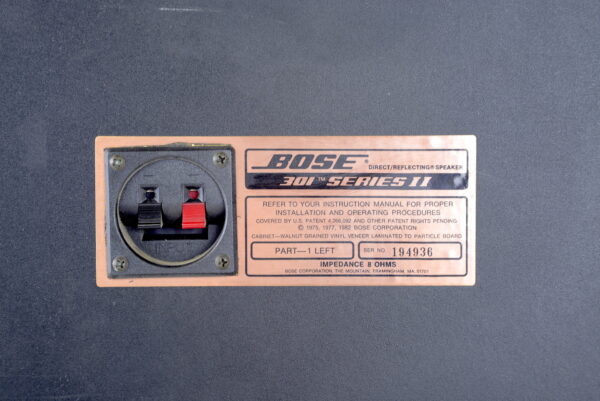 BOSE®
DIRECT/REFLECTING® SPEAKER
301™ SERIES II
REFER TO YOUR INSTRUCTION MANUAL FOR PROPER
INSTALLATION AND OPERATING PROCEDURES
COVERED BY U.S. PATENT 4,266,092 AND OTHER PATENT RIGHTS PENDING
© 1975, 1977, 1982 BOSE CORPORATION
CABINET—WALNUT GRAINED VINYL VENEER LAMINATED TO PARTICLE BOARD
PART—1 LEFT
SER NO 194936
IMPEDANCE 8 OHMS
BOSE CORPORATION, THE MOUNTAIN, FRAMINGHAM, MA. 01701